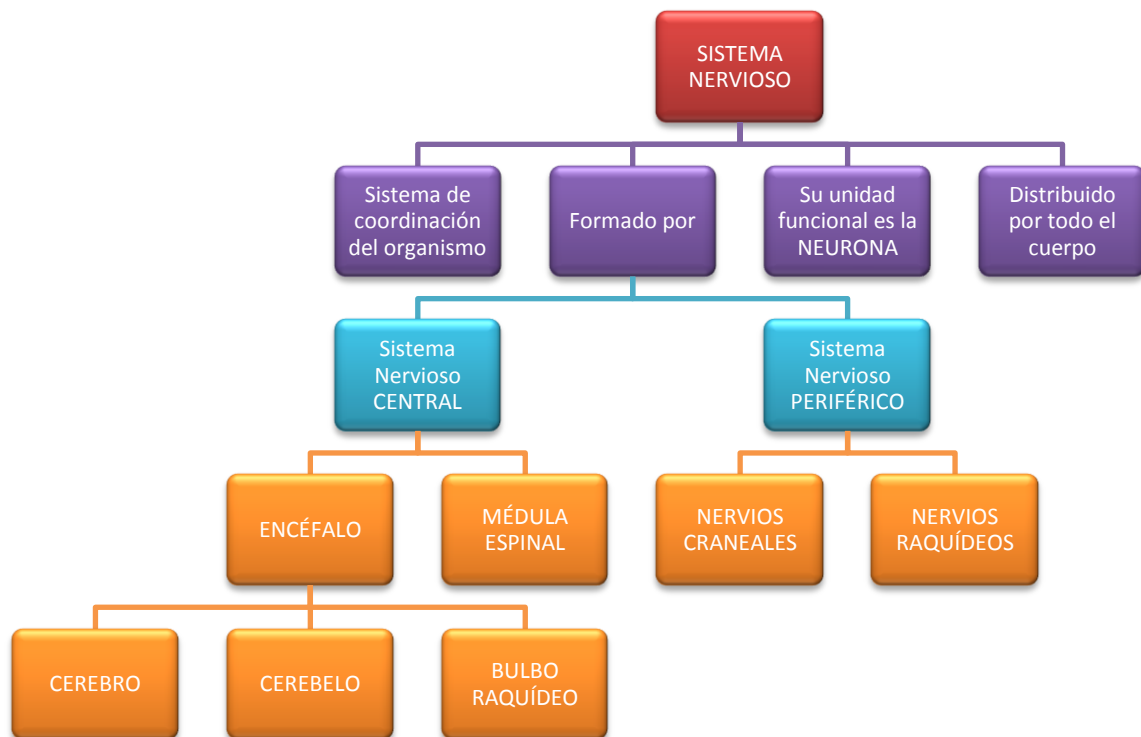 SISTEMA
NERVIOSO
Sistema de
coordinación
del organismo
Formado por
Su unidad
funcional es la
NEURONA
Distribuido
por todo el
cuerpo
Sistema
Nervioso
CENTRAL
Sistema
Nervioso
PERIFÉRICO
ENCÉFALO
MÉDULA
ESPINAL
NERVIOS
CRANEALES
NERVIOS
RAQUÍDEOS
CEREBRO
CEREBELO
BULBO
RAQUÍDEO